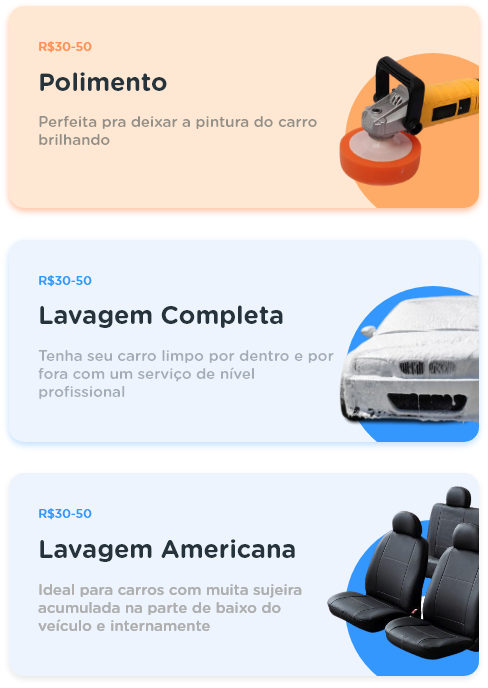 R$30-50
Polimento
Perfeita pra deixar a pintura do carro
brilhando
R$30-50
Lavagem Completa
Tenha seu carro limpo por dentro e por
fora com um serviço de nível
profissional
R$30-50
Lavagem Americana
Ideal para carros com muita sujeira
acumulada na parte de baixo do
veículo e internamente